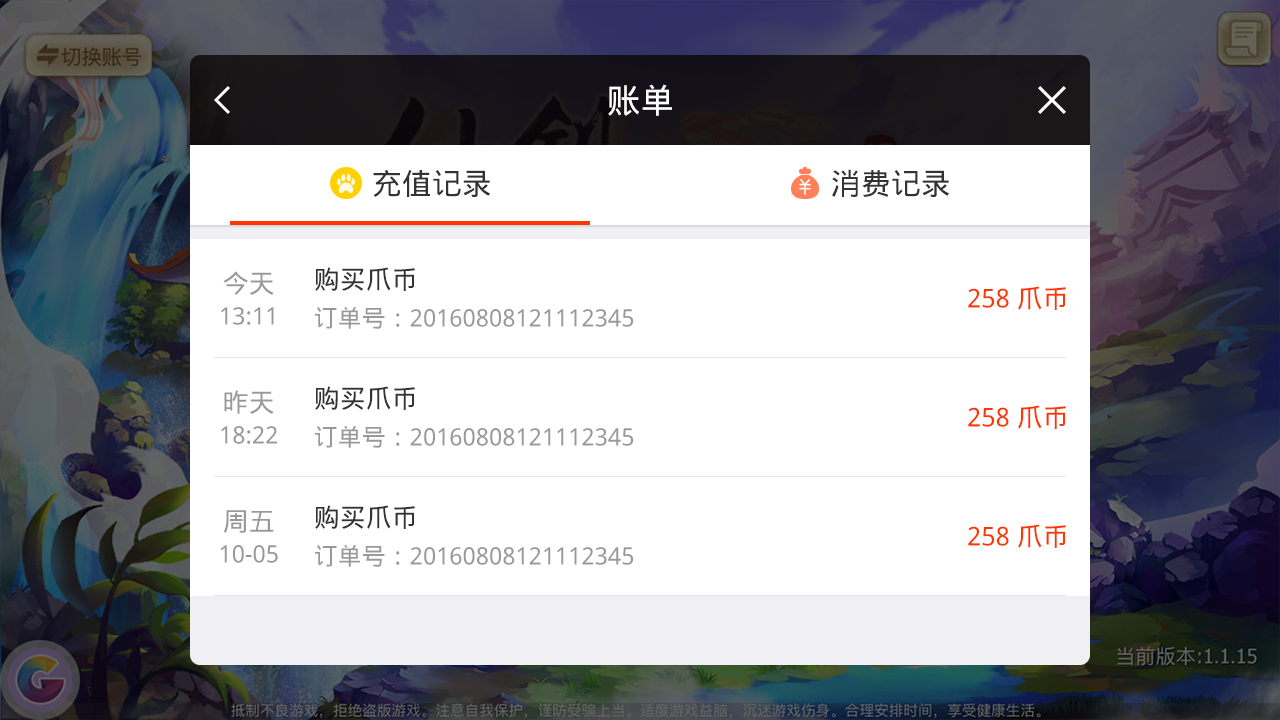 切换账号
账单
充值记录
消费记录
今天
13:11
购买爪币
订单号：20160808121112345
258 爪币
昨天
18:22
购买爪币
订单号：20160808121112345
258 爪币
周五
10-05
购买爪币
订单号：20160808121112345
258 爪币
当前版本:1.1.15
抵制不良游戏，拒绝盗版游戏。注意自我保护，谨防受骗上当。适度游戏益脑，沉迷游戏伤身。合理安排时间，享受健康生活。